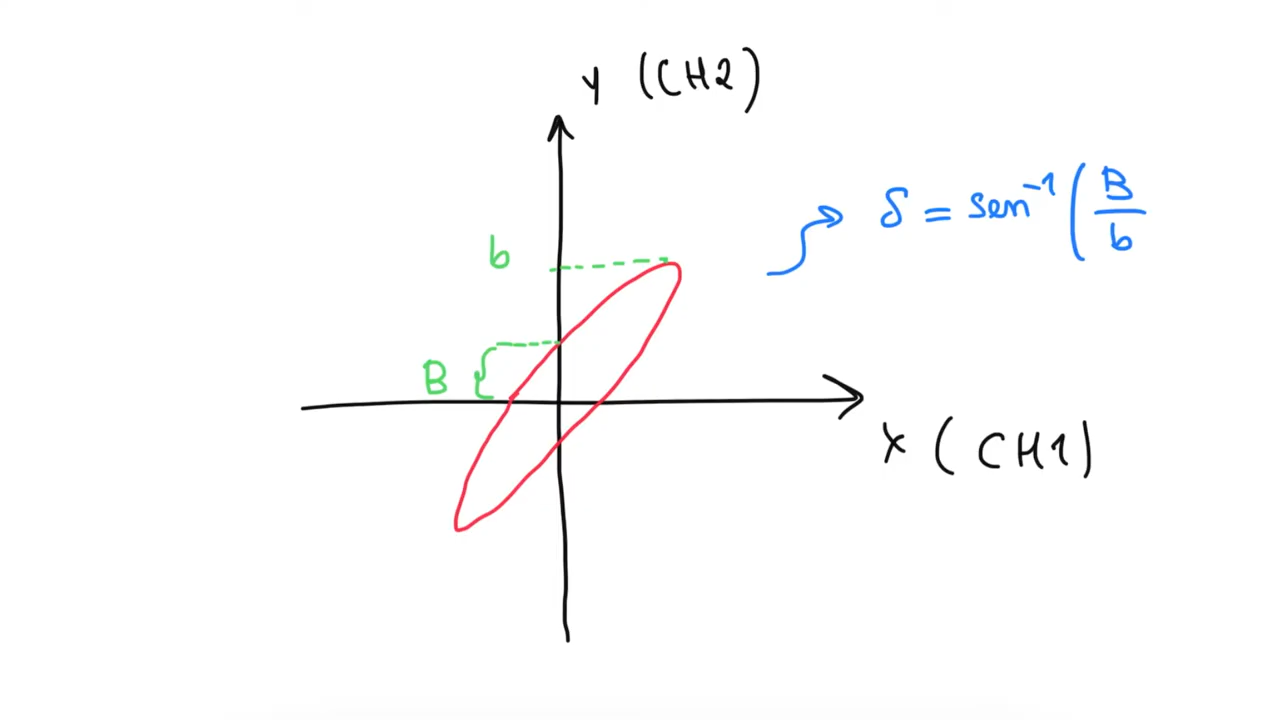 y (CH2)
δ = sen⁻¹ (B/b
b
B
x (CH1)